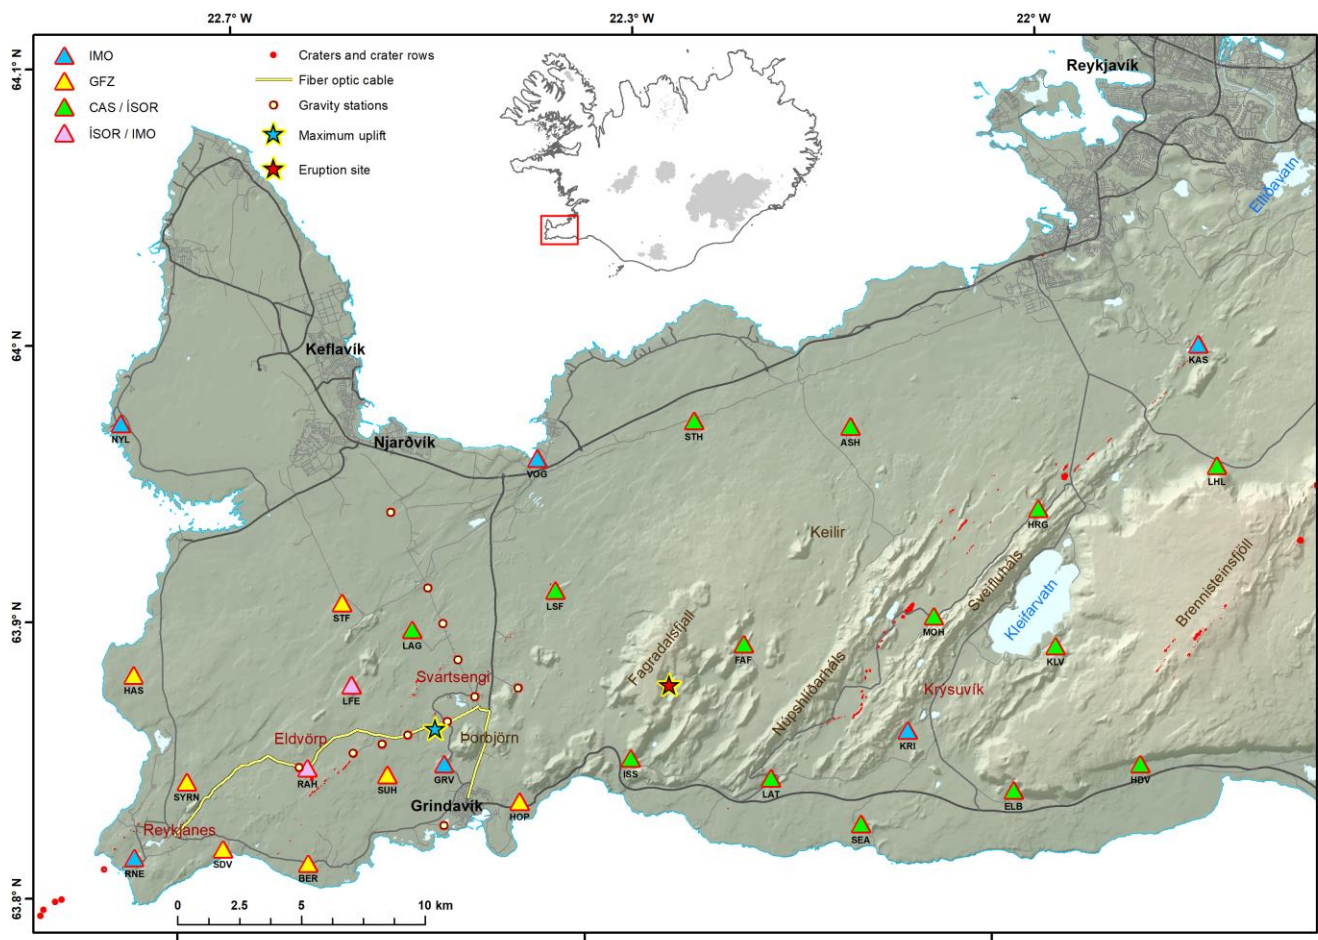 22.7° W
22.3° W
22° W
64.1° N
64° N
63.9° N
63.8° N
IMO
GFZ
CAS / ÍSOR
ÍSOR / IMO
Craters and crater rows
Fiber optic cable
Gravity stations
Maximum uplift
Eruption site
Reykjavík
Elliðavatn
Keflavík
KAS
NYL
Njarðvík
STH
ASH
VOG
LHL
HRG
Keilir
Sveifluháls
Kleifarvatn
Brennisteinsfjöll
LSF
STF
LAG
MOH
Fagradalsfjall
FAF
KLV
HAS
Svartsengi
LFE
Núpshlíðarháls
Krýsuvík
Eldvörp
Þorbjörn
KRI
ISS
RAH
GRV
HDV
SYRN
SUH
LAT
ELB
Grindavík
HOP
Reykjanes
SEA
SDV
RNE
BER
0 2.5 5 10 km